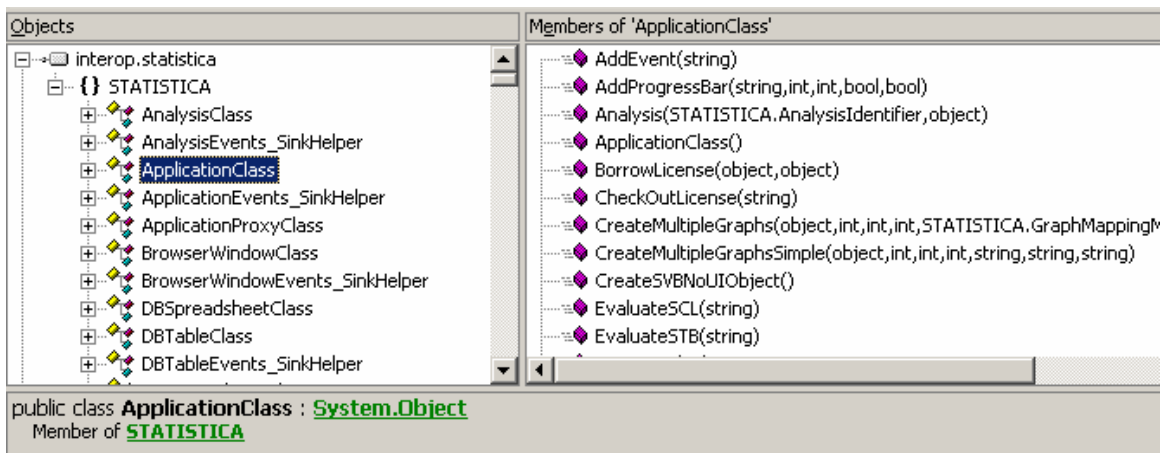 Objects
interop.statistica
{} STATISTICA
AnalysisClass
AnalysisEvents_SinkHelper
ApplicationClass
ApplicationEvents_SinkHelper
ApplicationProxyClass
BrowserWindowClass
BrowserWindowEvents_SinkHelper
DBSpreadsheetClass
DBTableClass
DBTableEvents_SinkHelper
Members of 'ApplicationClass'
AddEvent(string)
AddProgressBar(string,int,int,bool,bool)
Analysis(STATISTICA.AnalysisIdentifier,object)
ApplicationClass()
BorrowLicense(object,object)
CheckOutLicense(string)
CreateMultipleGraphs(object,int,int,int,STATISTICA.GraphMappingM
CreateMultipleGraphsSimple(object,int,int,int,string,string,string)
CreateSVBNoUIObject()
EvaluateSCL(string)
EvaluateSTB(string)
public class ApplicationClass : System.Object
Member of STATISTICA